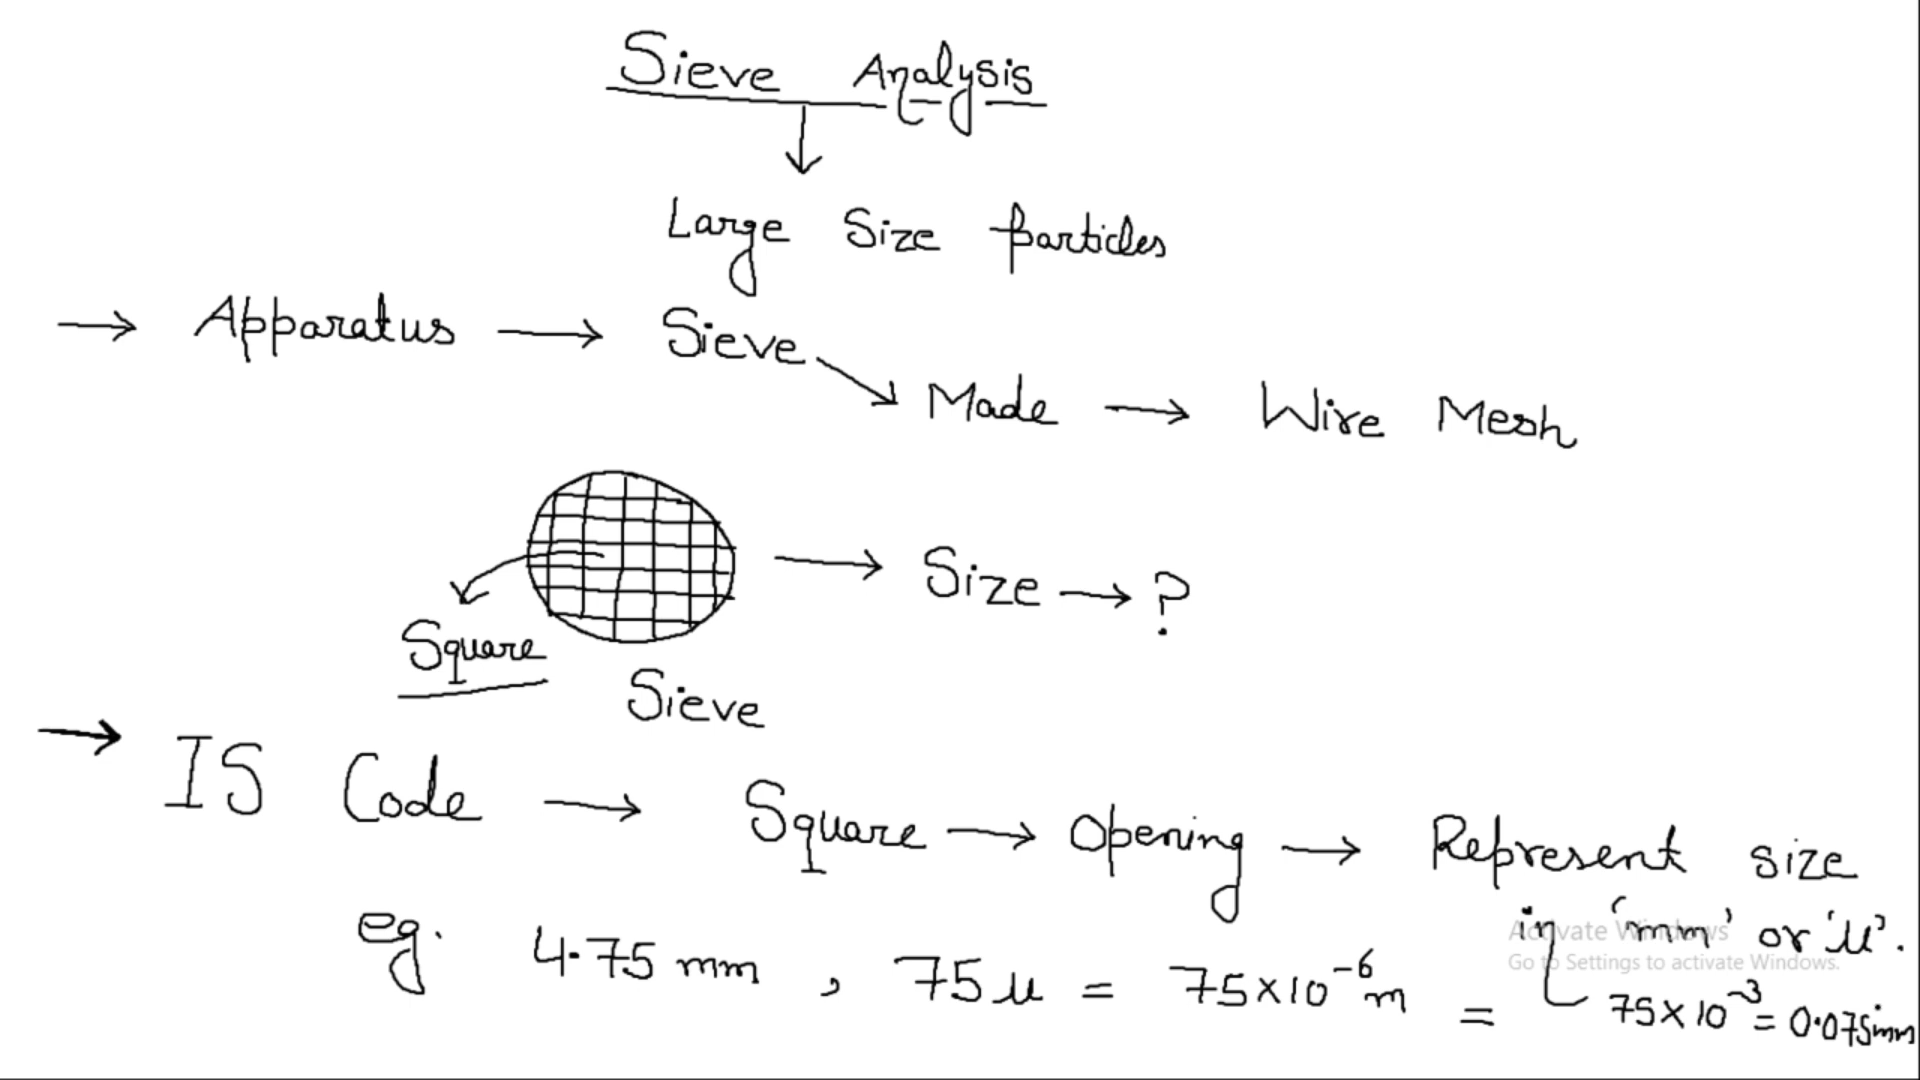 Sieve Analysis
↓
Large Size Particles
→ Apparatus → Sieve
Made → Wire Mesh
→ Size → ?
Square
Sieve
→ IS Code → Square → Opening → Represent size
in 'mm' or 'μ'.
Activate Windows
Go to Settings to activate Windows.
eg. 4.75 mm , 75 μ = 75×10⁻⁶ m = 75×10⁻³ = 0.075mm